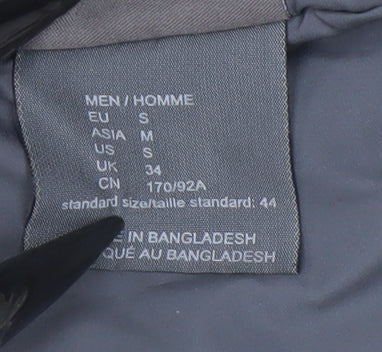 MEN / HOMME
EU S
ASIA M
US S
UK 34
CN 170/92A
standard size/taille standard: 44
IN BANGLADESH
AU BANGLADESH